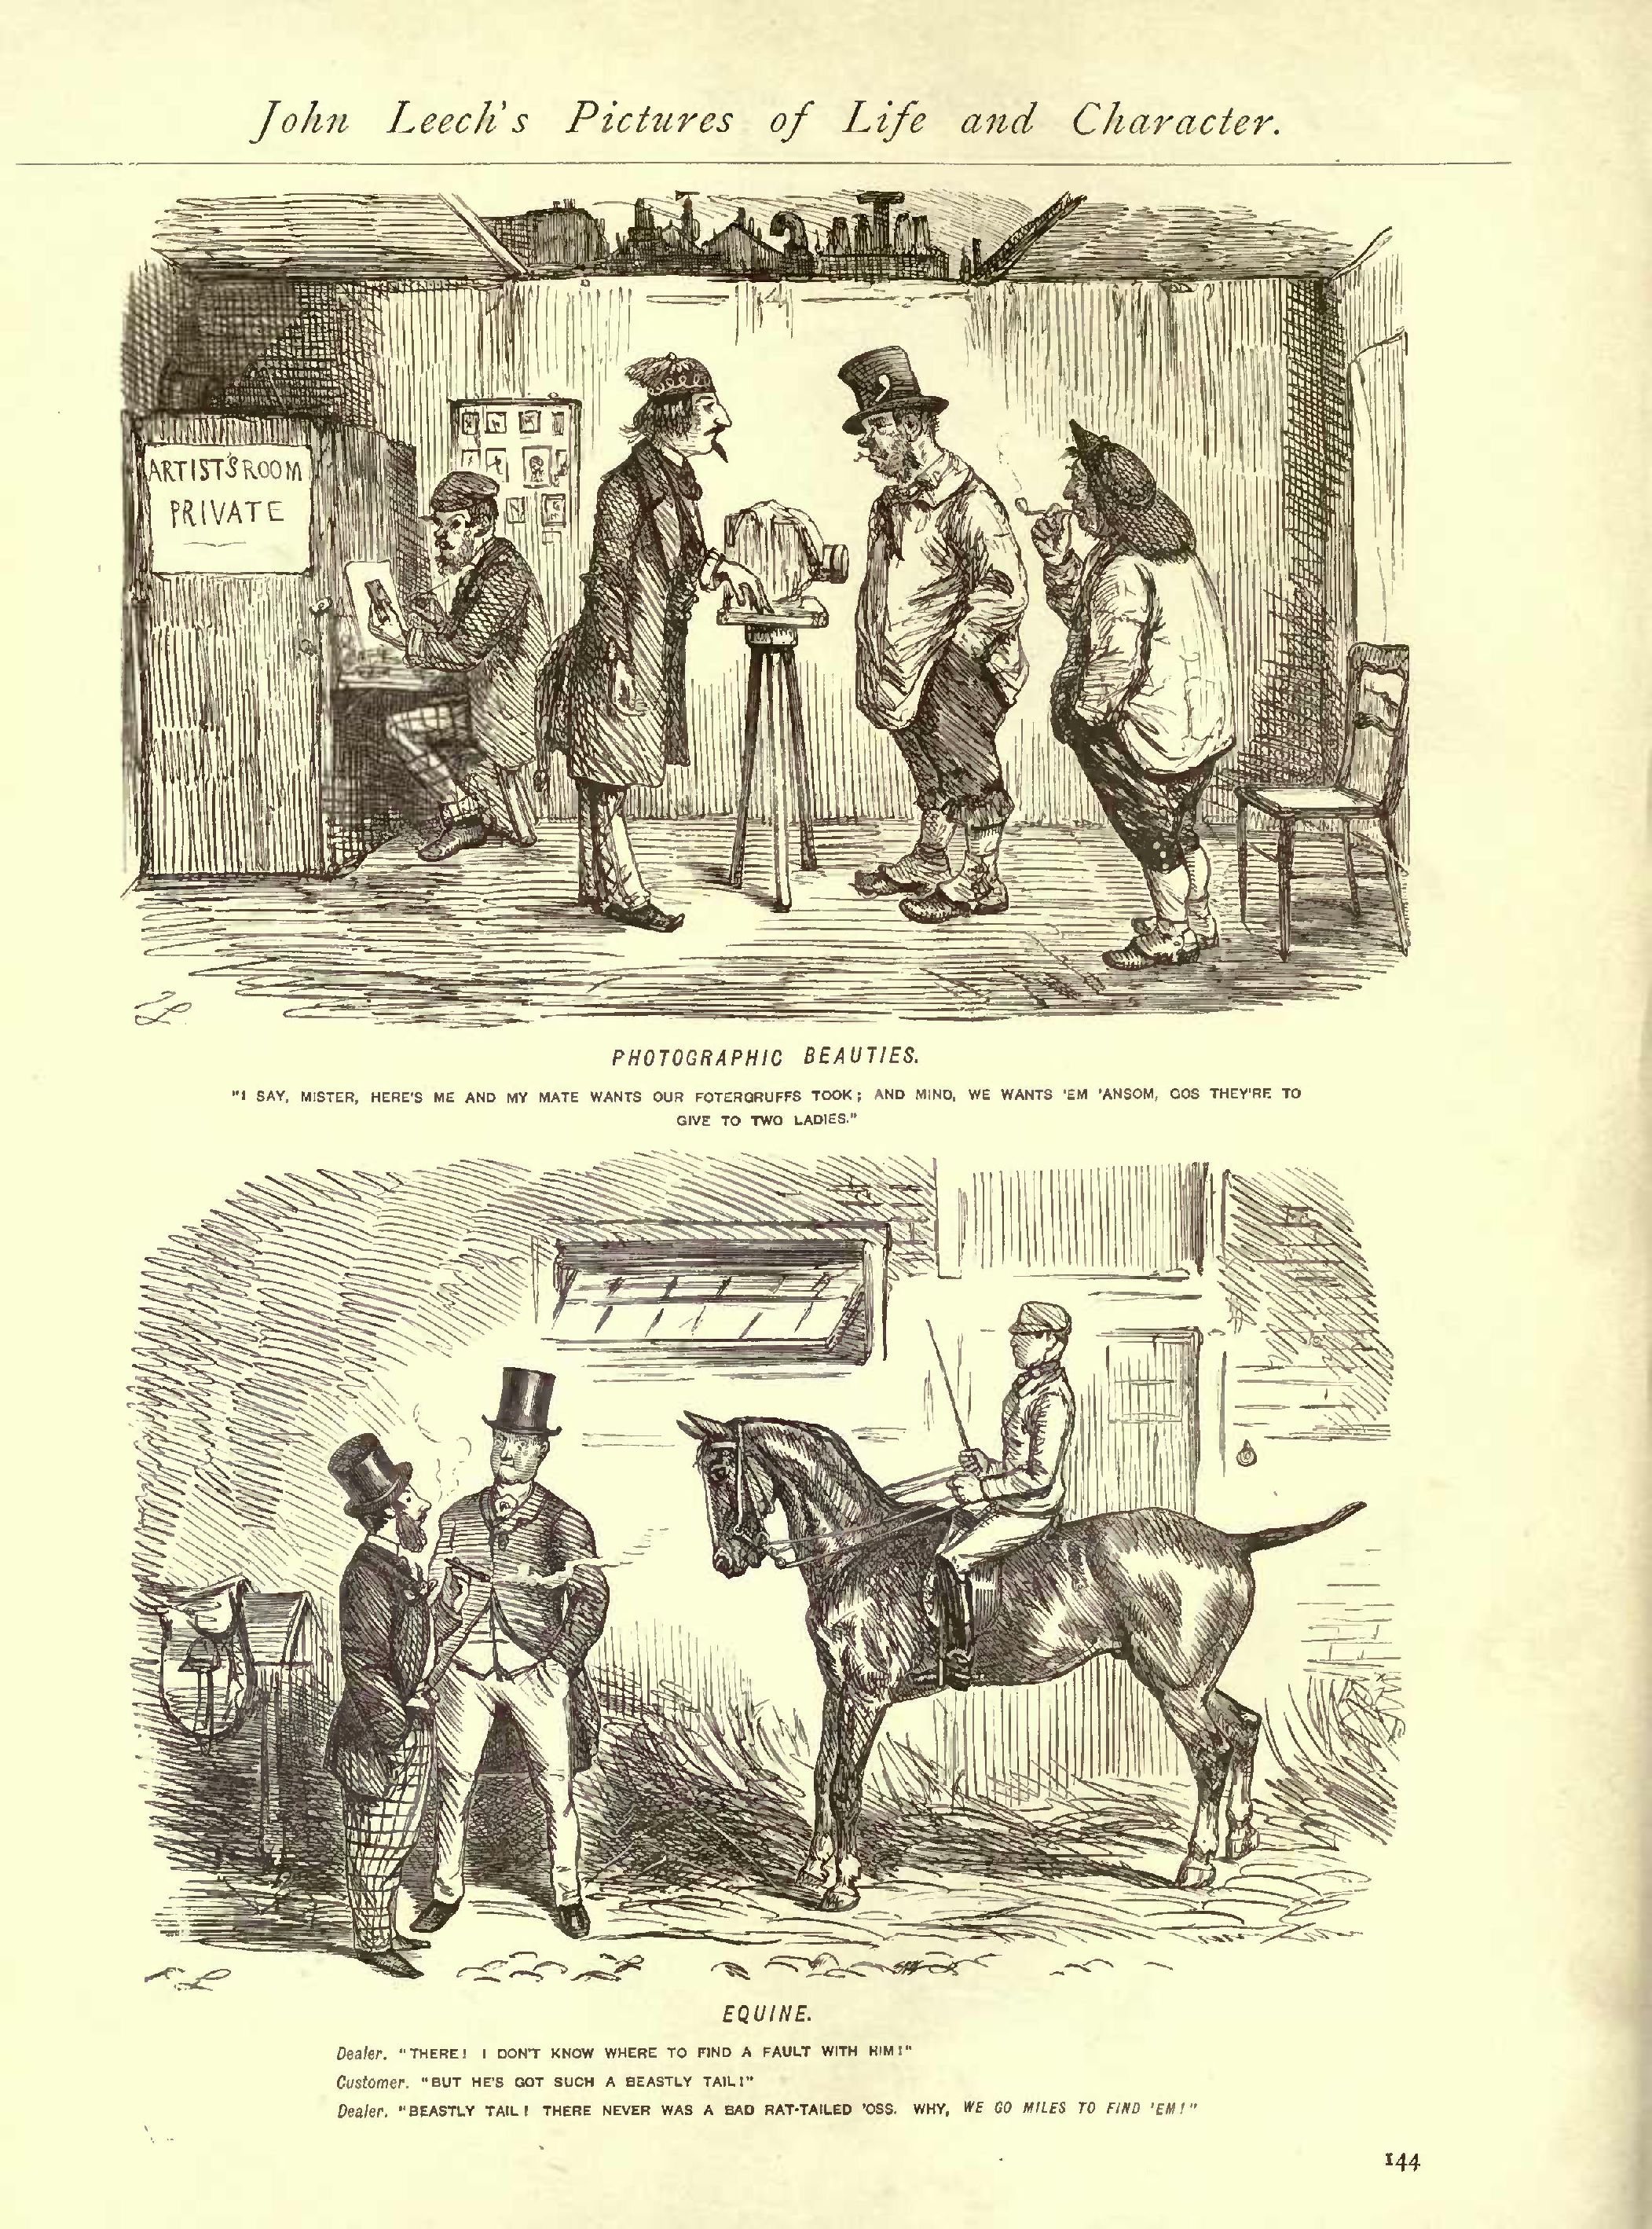 John Leech's Pictures of Life and Character.
ARTIST'S ROOM
PRIVATE
PHOTOGRAPHIC BEAUTIES.
"I SAY, MISTER, HERE'S ME AND MY MATE WANTS OUR FOTERGRUFFS TOOK; AND MIND, WE WANTS 'EM 'ANSOM, COS THEY'RE TO
GIVE TO TWO LADIES."
EQUINE.
Dealer. "THERE! I DON'T KNOW WHERE TO FIND A FAULT WITH HIM!"
Customer. "BUT HE'S GOT SUCH A BEASTLY TAIL!"
Dealer. "BEASTLY TAIL! THERE NEVER WAS A BAD RAT-TAILED 'OSS. WHY, WE GO MILES TO FIND 'EM!"
144